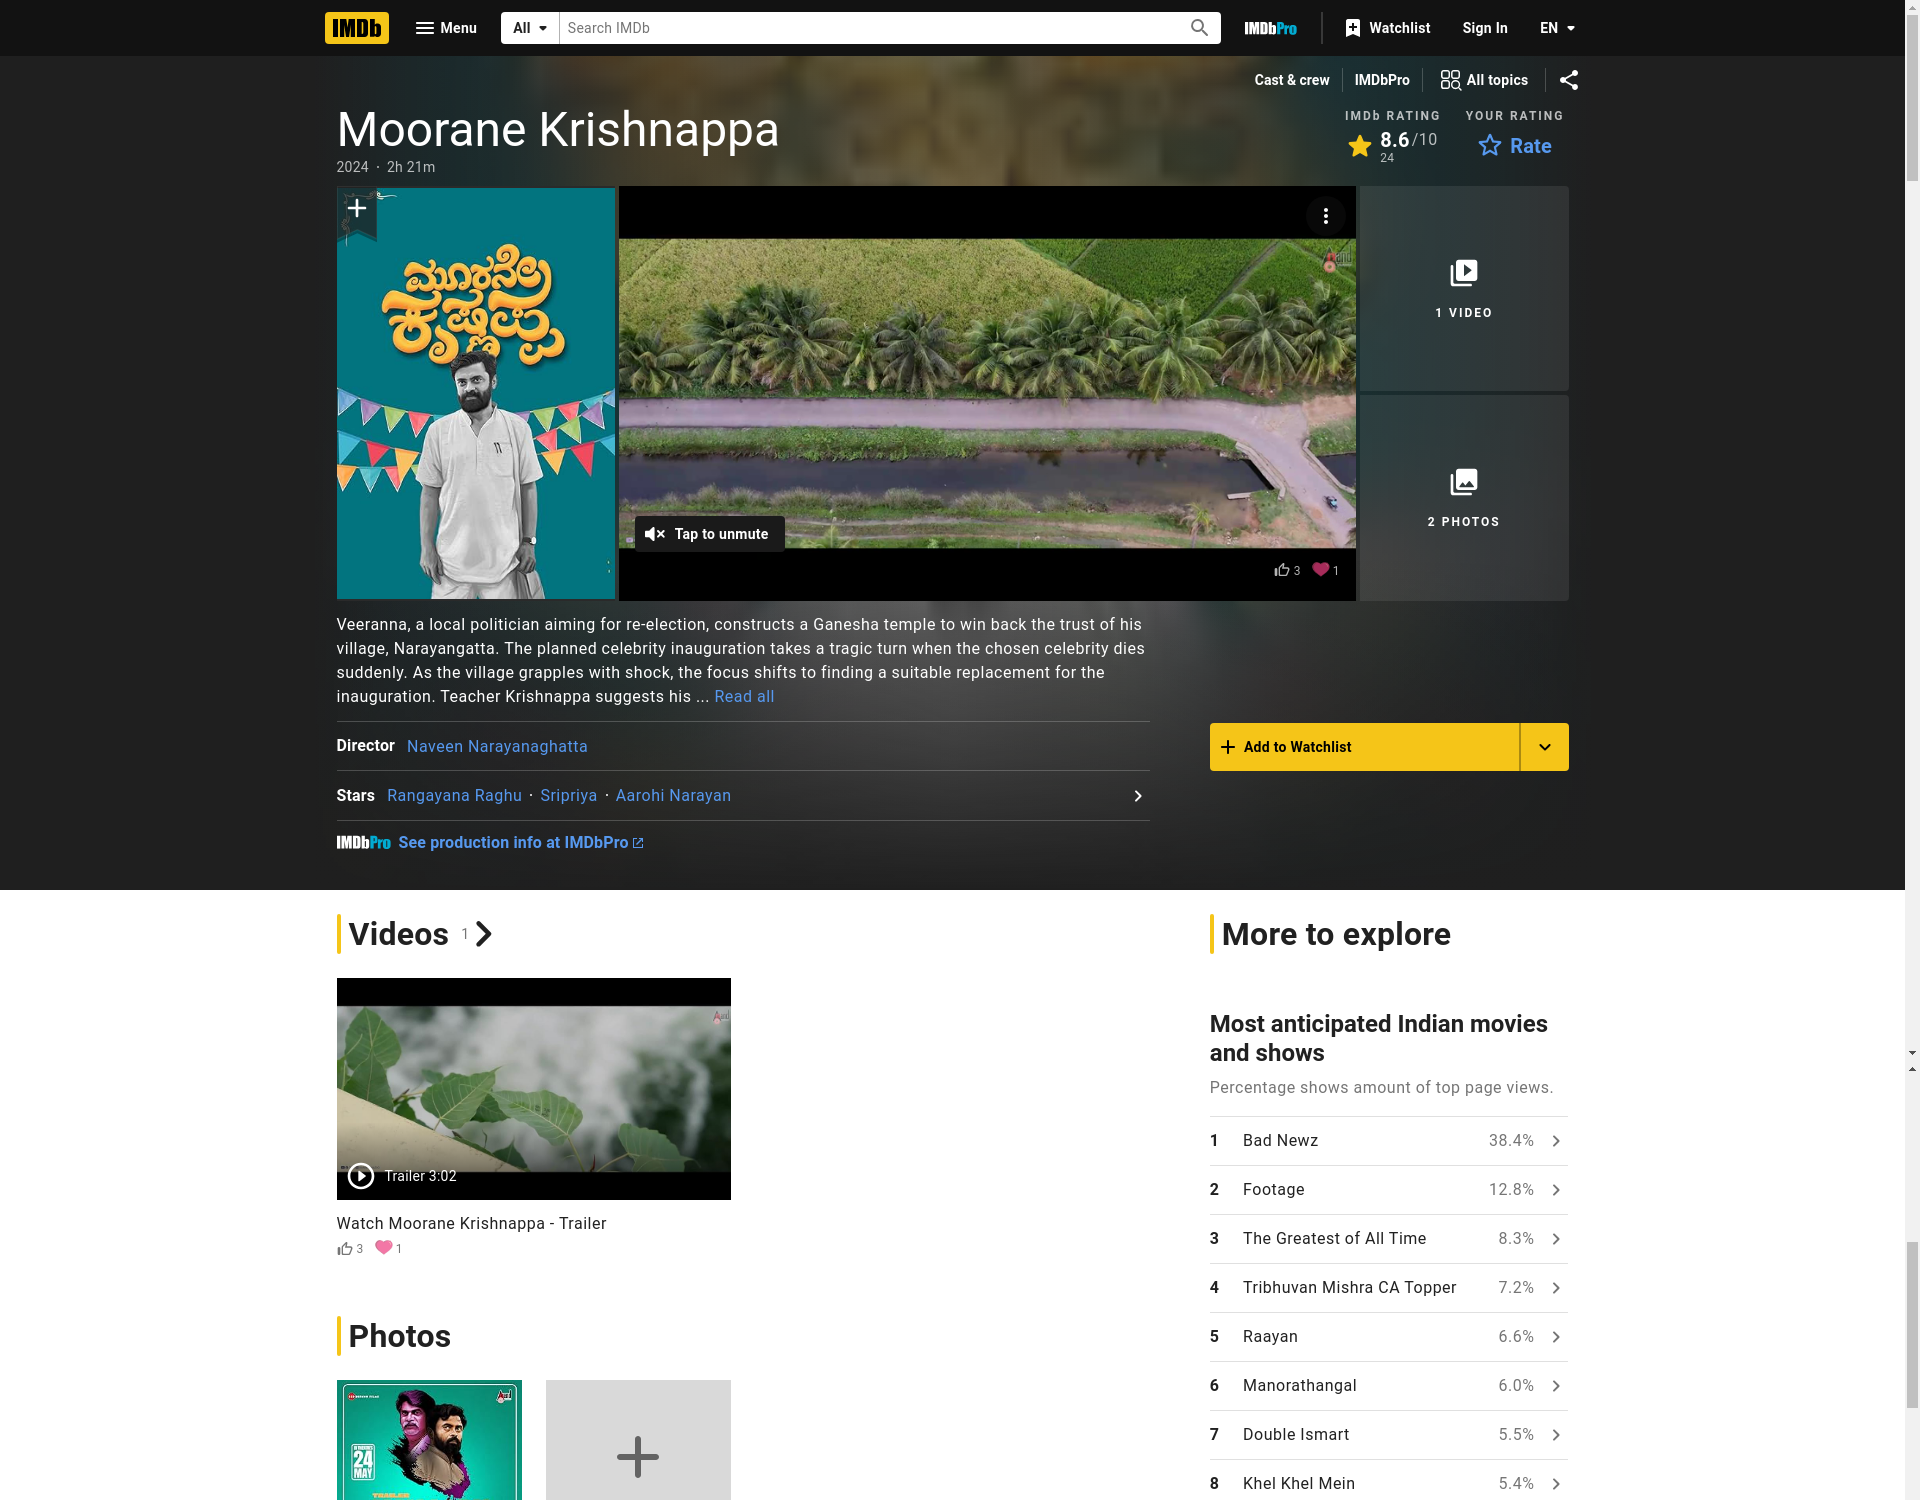 IMDb
Menu
All
Search IMDb
IMDbPro
Watchlist
Sign In
EN
Cast & crew
IMDbPro
All topics
Moorane Krishnappa
2024 · 2h 21m
IMDb RATING
8.6/10
24
YOUR RATING
Rate
ಮೂರನೇ
ಕೃಷ್ಣಪ್ಪ
Tap to unmute
3
1
1 VIDEO
2 PHOTOS
Veeranna, a local politician aiming for re-election, constructs a Ganesha temple to win back the trust of his
village, Narayangatta. The planned celebrity inauguration takes a tragic turn when the chosen celebrity dies
suddenly. As the village grapples with shock, the focus shifts to finding a suitable replacement for the
inauguration. Teacher Krishnappa suggests his ... Read all
Director Naveen Narayanaghatta
Stars Rangayana Raghu · Sripriya · Aarohi Narayan
IMDbPro See production info at IMDbPro
Add to Watchlist
Videos 1
Trailer 3:02
Watch Moorane Krishnappa - Trailer
3
1
Photos
24
MAY
TRAILER
More to explore
Most anticipated Indian movies
and shows
Percentage shows amount of top page views.
1 Bad Newz 38.4%
2 Footage 12.8%
3 The Greatest of All Time 8.3%
4 Tribhuvan Mishra CA Topper 7.2%
5 Raayan 6.6%
6 Manorathangal 6.0%
7 Double Ismart 5.5%
8 Khel Khel Mein 5.4%